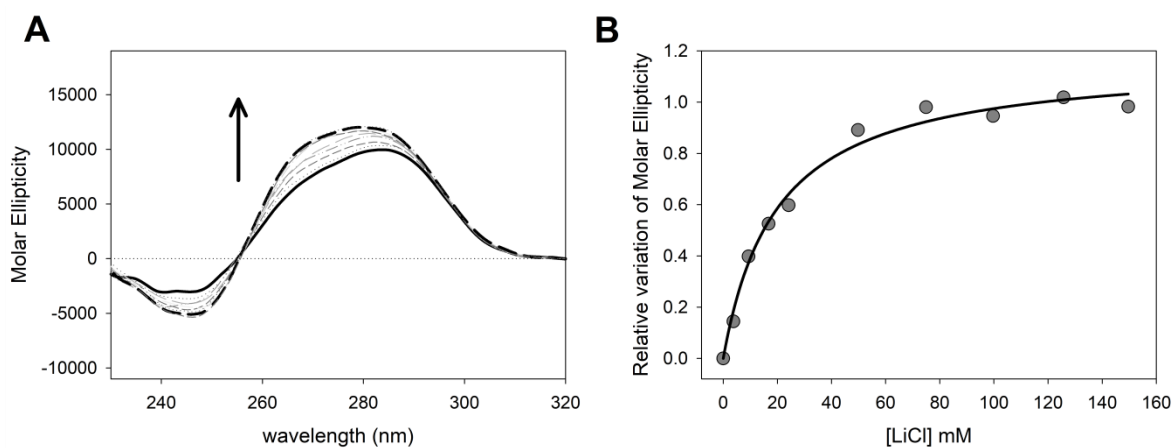 A
Molar Ellipticity
15000
10000
5000
0
-5000
-10000
240 260 280 300 320
wavelength (nm)
B
Relative variation of Molar Ellipticity
1.2
1.0
0.8
0.6
0.4
0.2
0.0
0 20 40 60 80 100 120 140 160
[LiCl] mM